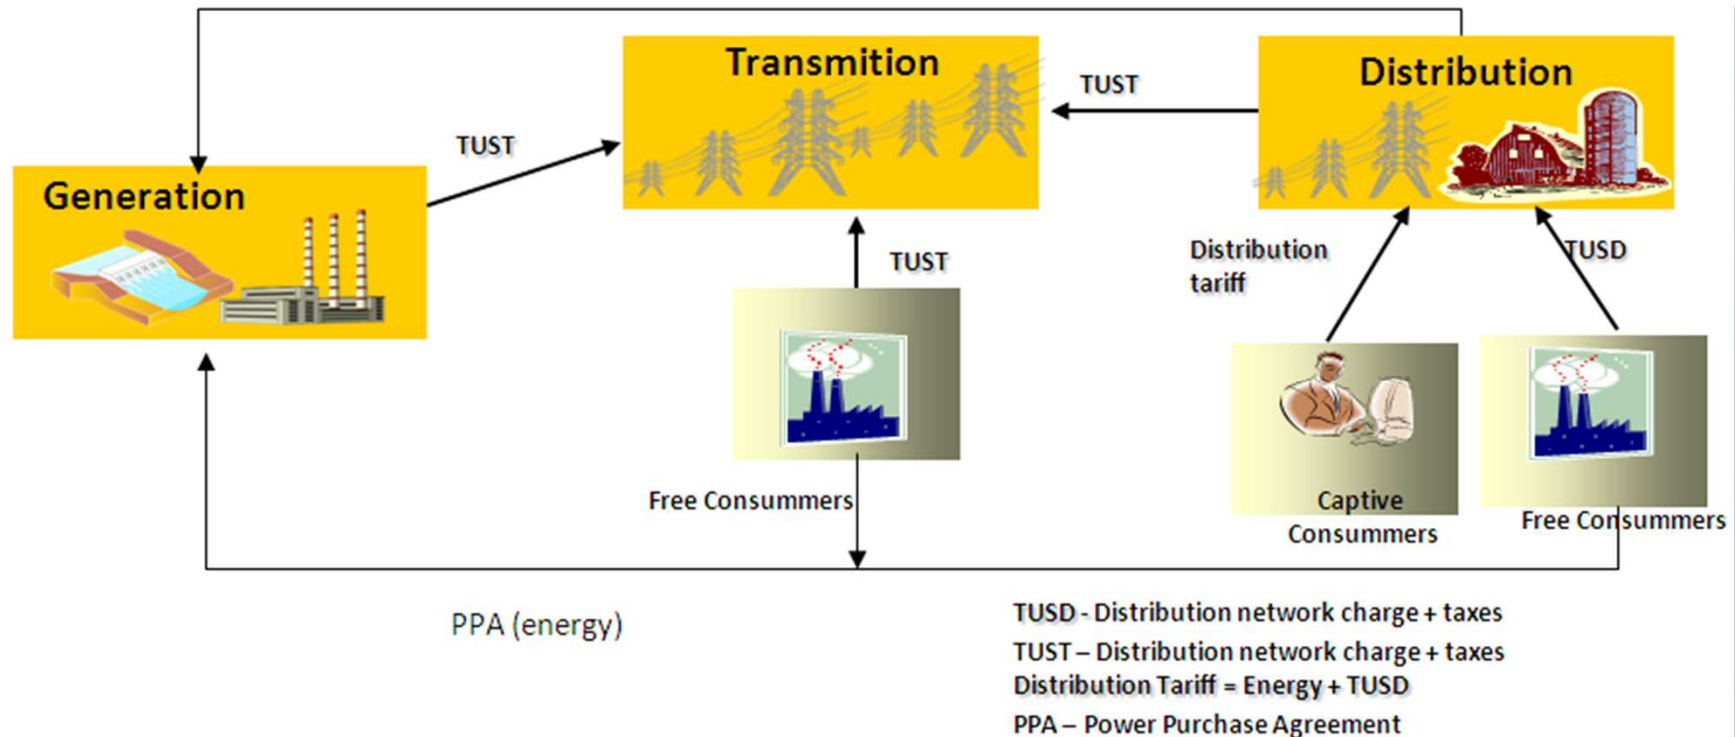 Transmition
Distribution
TUST
TUST
Generation
Distribution
tariff
TUSD
TUST
Free Consummers
Captive
Consummers
Free Consummers
PPA (energy)
TUSD - Distribution network charge + taxes
TUST – Distribution network charge + taxes
Distribution Tariff = Energy + TUSD
PPA – Power Purchase Agreement